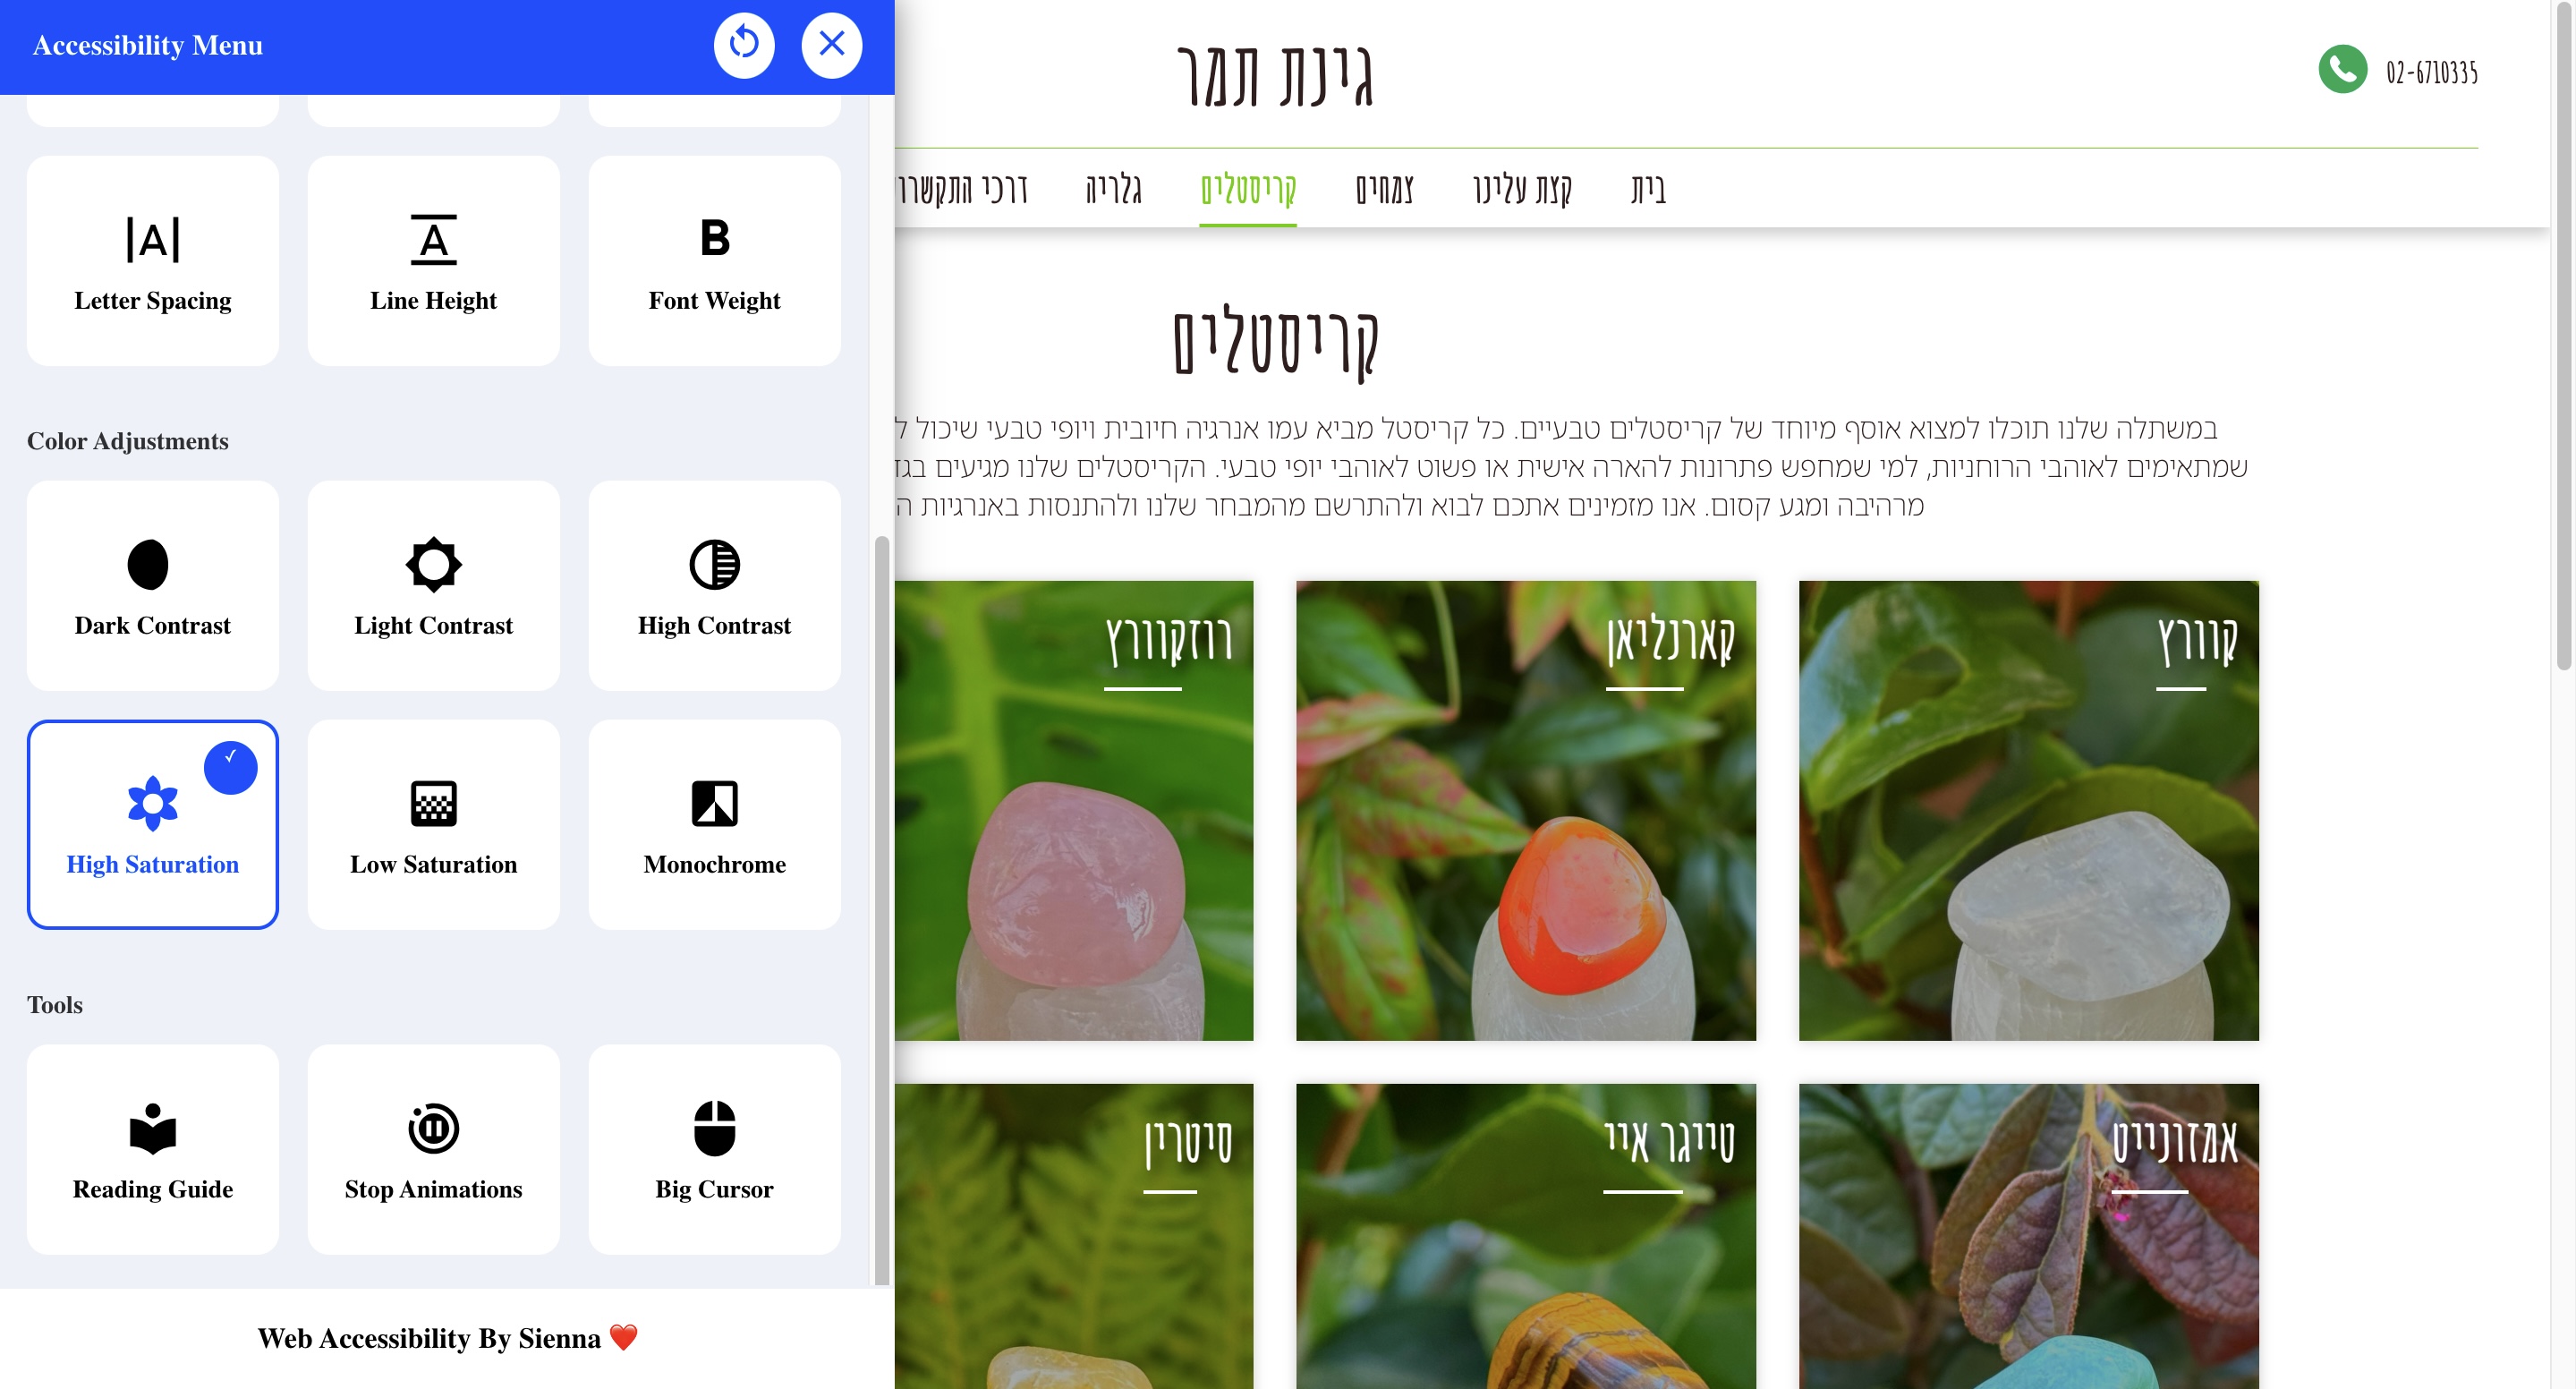 Accessibility Menu
Letter Spacing
Line Height
Font Weight
Color Adjustments
Dark Contrast
Light Contrast
High Contrast
High Saturation
Low Saturation
Monochrome
Tools
Reading Guide
Stop Animations
Big Cursor
Web Accessibility By Sienna ❤️
גינת תמר
02-6710335
בית
קצת עלינו
צמחים
קריסטלים
גלריה
דרכי התקשרו
קריסטלים
במשתלה שלנו תוכלו למצוא אוסף מיוחד של קריסטלים טבעיים. כל קריסטל מביא עמו אנרגיה חיובית ויופי טבעי שיכול
שמתאימים לאוהבי הרוחניות, למי שמחפש פתרונות להארה אישית או פשוט לאוהבי יופי טבעי. הקריסטלים שלנו מגיעים
מרהיבה ומגע קסום. אנו מזמינים אתכם לבוא ולהתרשם מהמבחר שלנו ולהתנסות באנרגיות
קוורץ
קארנליאן
רוזקוורץ
אמזונייט
טייגר איי
סיטרין